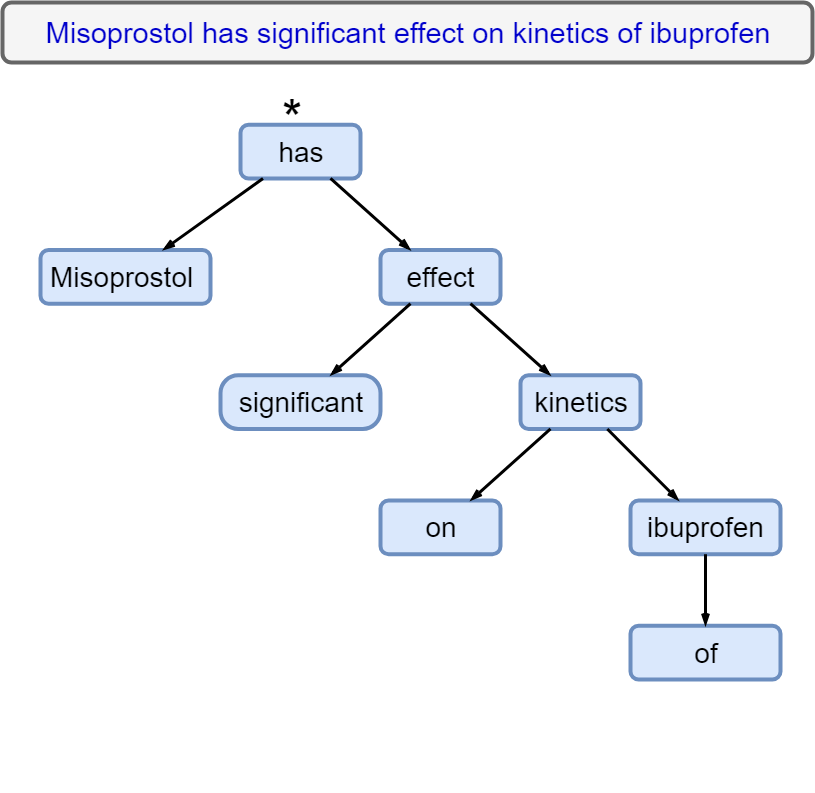 Misoprostol has significant effect on kinetics of ibuprofen
*
has
Misoprostol
effect
significant
kinetics
on
ibuprofen
of